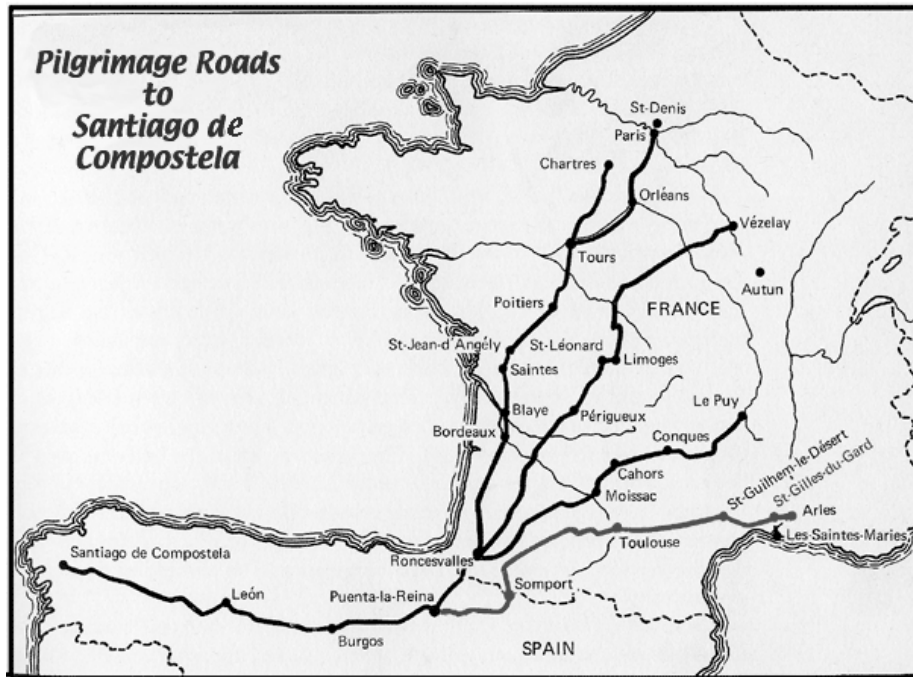 Pilgrimage Roads
to
Santiago de
Compostela
St-Denis
Paris
Chartres
Orléans
Vézelay
Tours
Autun
Poitiers
FRANCE
St-Jean-d'Angély
St-Léonard
Limoges
Saintes
Le Puy
Blaye
Périgueux
Bordeaux
Conques
Cahors
Moissac
St-Guilhem-le-Désert
St-Gilles-du-Gard
Arles
Toulouse
Les-Saintes-Maries
Santiago de Compostela
Roncesvalles
Somport
León
Puenta-la-Reina
Burgos
SPAIN